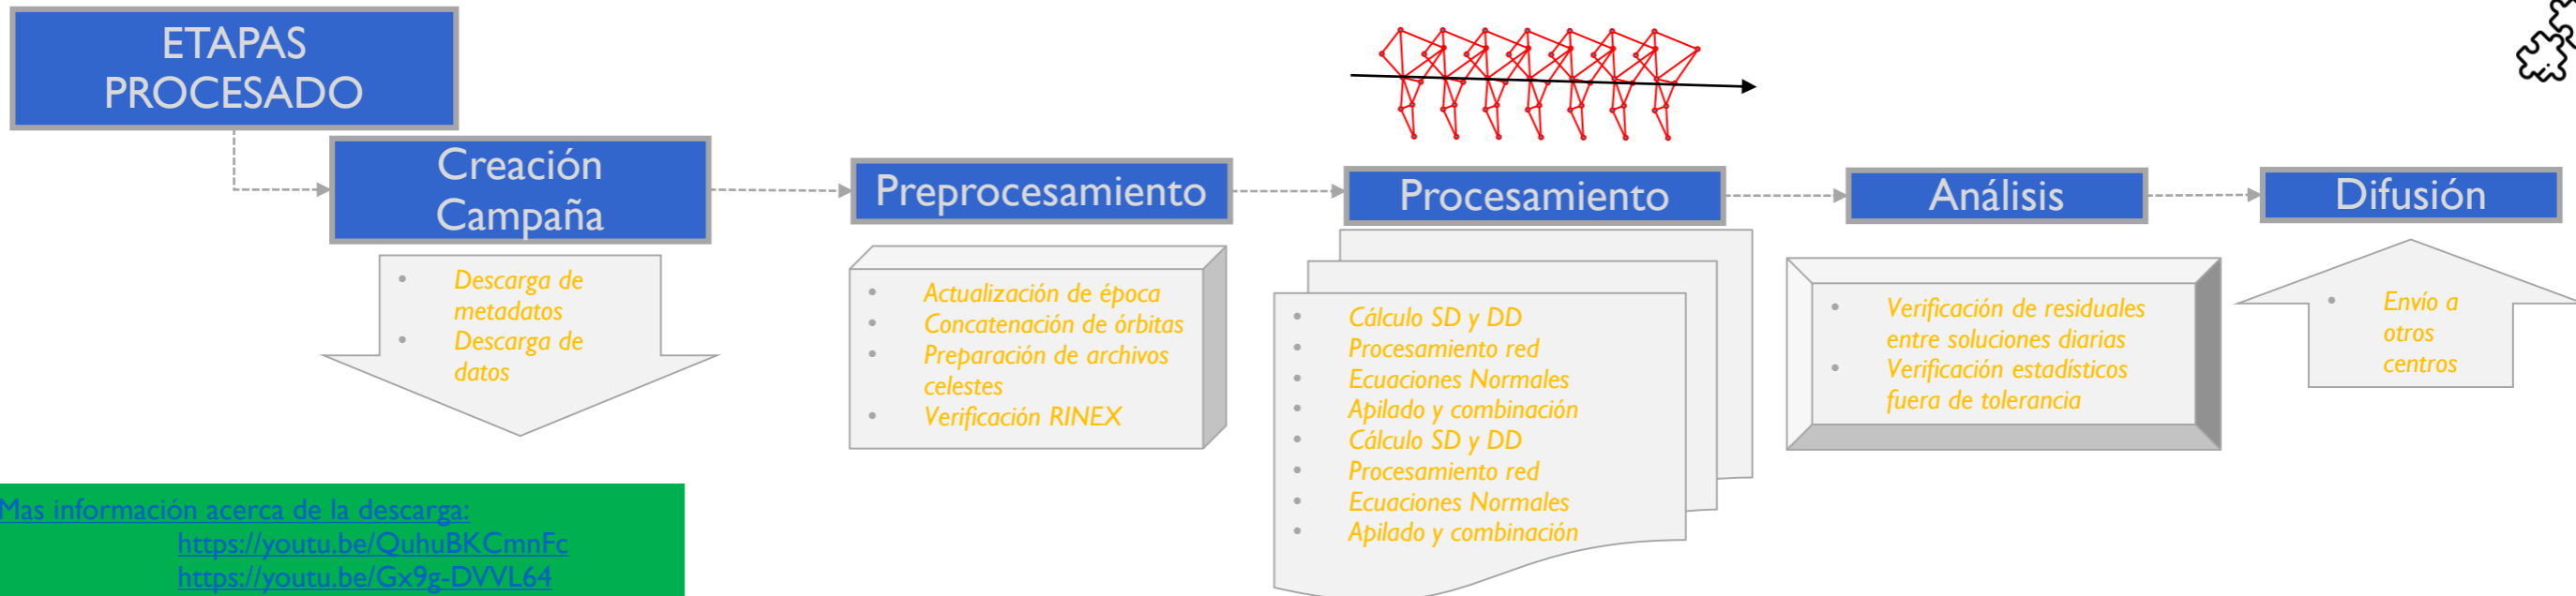 ETAPAS
PROCESADO
Creación
Campaña
• Descarga de
metadatos
• Descarga de
datos
Preprocesamiento
• Actualización de época
• Concatenación de órbitas
• Preparación de archivos
celestes
• Verificación RINEX
Procesamiento
• Cálculo SD y DD
• Procesamiento red
• Ecuaciones Normales
• Apilado y combinación
• Cálculo SD y DD
• Procesamiento red
• Ecuaciones Normales
• Apilado y combinación
Análisis
• Verificación de residuales
entre soluciones diarias
• Verificación estadísticos
fuera de tolerancia
Difusión
• Envío a
otros
centros
Mas información acerca de la descarga:
https://youtu.be/QuhuBKCmnFc
https://youtu.be/Gx9g-DVVL64